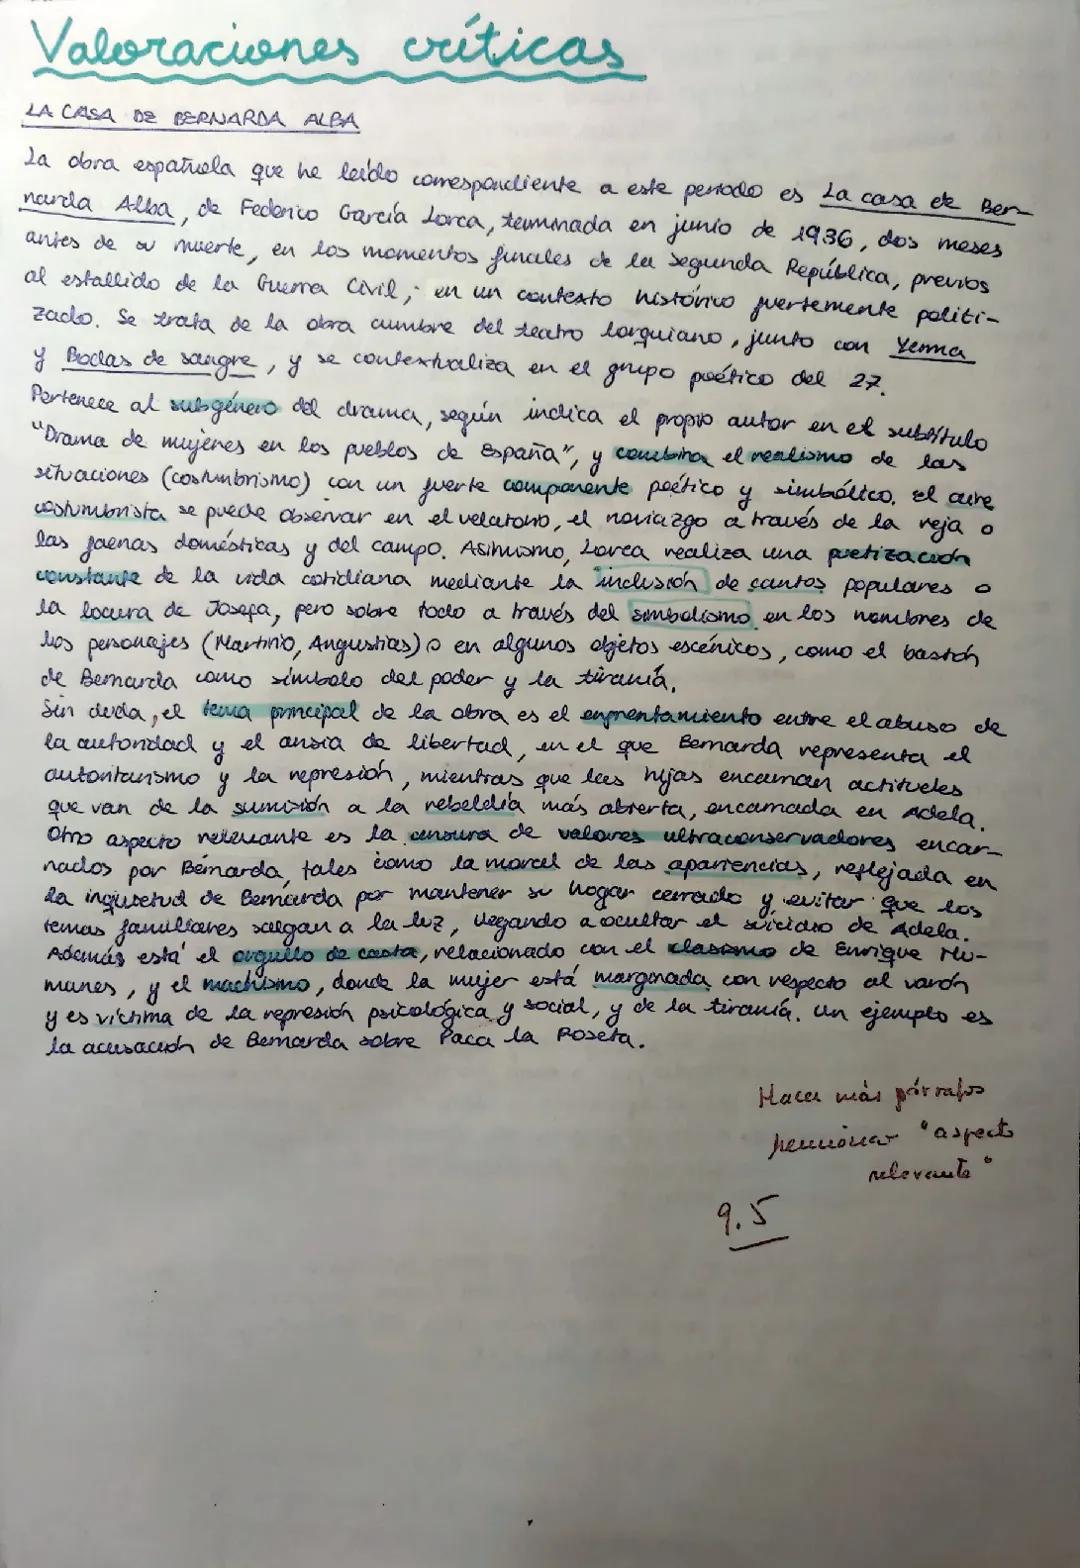 Valoraciones críticas
LA CASA DE BERNARDA ALBA
La obra española que he leído correspondiente a este periodo es La casa de Ber-
narda Alba, de Federico García Lorca, terminada en junio de 1936, dos meses
antes de su muerte, en los momentos finales de la Segunda República, previos
al estallido de la Guerra Civil, en un contexto histórico fuertemente politi-
zado. Se trata de la obra cumbre del teatro lorquiano, junto con Yerma
y Bodas de sangre, y se contextualiza en el grupo poético del 27.
Pertenece al subgénero del drama, según indica el propio autor en el subtítulo
"Drama de mujeres en los pueblos de España", y combina el realismo de las
situaciones (costumbrismo) con un fuerte componente poético y simbólico. El aire
costumbrista se puede observar en el velatorio, el noviazgo a través de la reja o
las faenas domésticas y del campo. Asimismo, Lorca realiza una poetización
constante de la vida cotidiana mediante la inclusión de cantos populares o
la locura de Josefa, pero sobre todo a través del simbolismo en los nombres de
los personajes (Martirio, Angustias) o en algunos objetos escénicos, como el bastón
de Bernarda como símbolo del poder y la tiranía.
Sin duda, el tema principal de la obra es el enfrentamiento entre el abuso de
la autoridad y el ansia de libertad, en el que Bernarda representa el
autoritarismo y la represión, mientras que las hijas encarnan actitudes
que van de la sumisión a la rebeldía más abierta, encarnada en Adela.
Otro aspecto relevante es la censura de valores ultraconservadores encar-
nados por Bernarda, tales como la moral de las apariencias, reflejada en
la inquietud de Bernarda por mantener su hogar cerrado y evitar que los
temas familiares salgan a la luz, llegando a ocultar el suicidio de Adela.
Además está el orgullo de casta, relacionado con el clasismo de Enrique Hu-
manes, y el machismo, donde la mujer está marginada con respecto al varón
y es víctima de la represión psicológica y social, y de la tiranía. Un ejemplo es
la acusación de Bernarda sobre Paca la Roseta.
Hacer más párrafos
mencionar "aspecto
relevante"
9.5